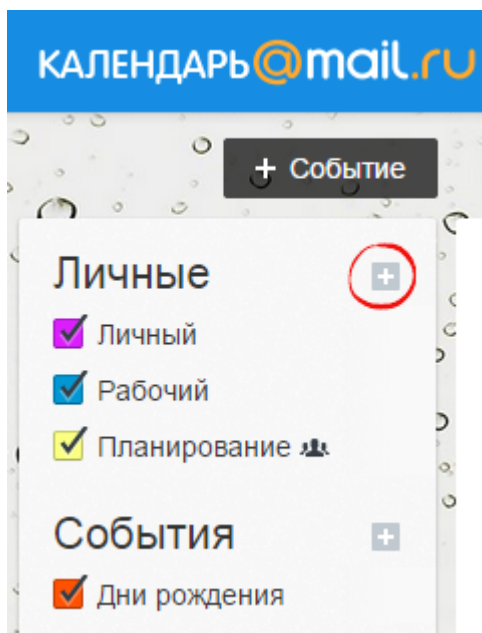 КАЛЕНДАРЬ@mail.ru
+ Событие
Личные
Личный
Рабочий
Планирование
События
Дни рождения